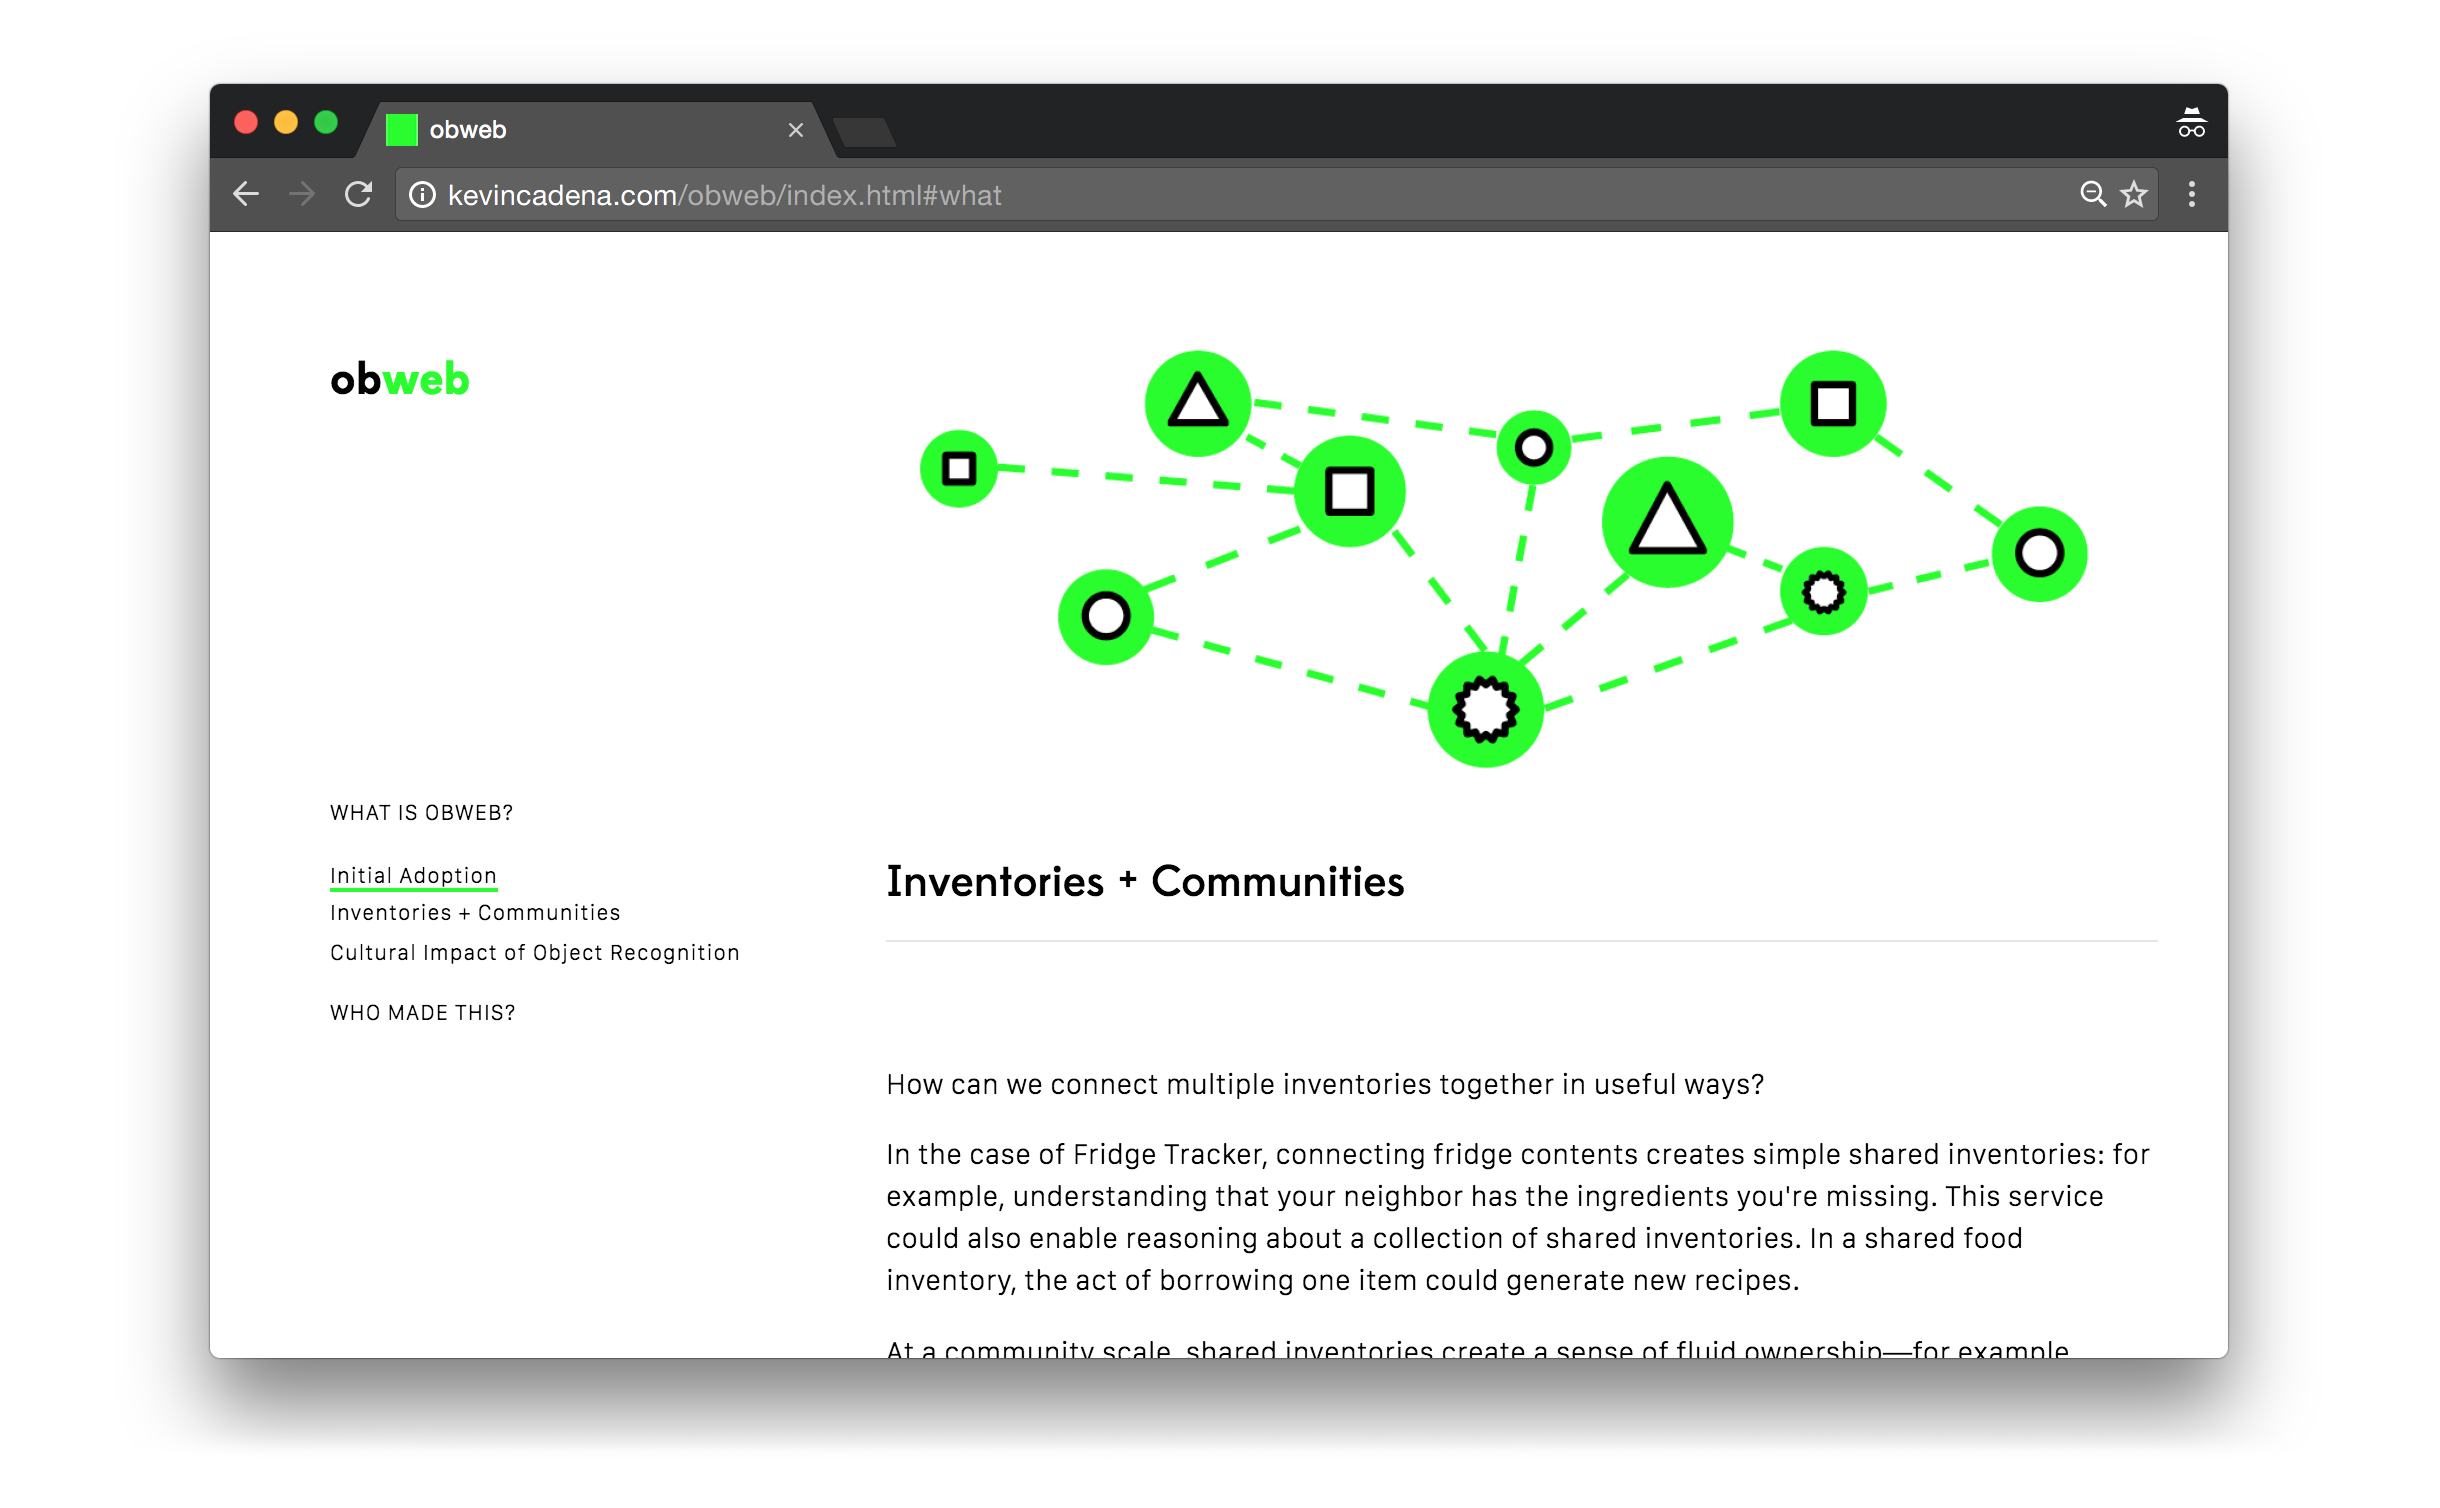 obweb
kevincadena.com/obweb/index.html#what
obweb
WHAT IS OBWEB?
Initial Adoption
Inventories + Communities
Cultural Impact of Object Recognition
WHO MADE THIS?
Inventories + Communities
How can we connect multiple inventories together in useful ways?
In the case of Fridge Tracker, connecting fridge contents creates simple shared inventories: for
example, understanding that your neighbor has the ingredients you're missing. This service
could also enable reasoning about a collection of shared inventories. In a shared food
inventory, the act of borrowing one item could generate new recipes.
At a community scale, shared inventories create a sense of fluid ownership—for example,